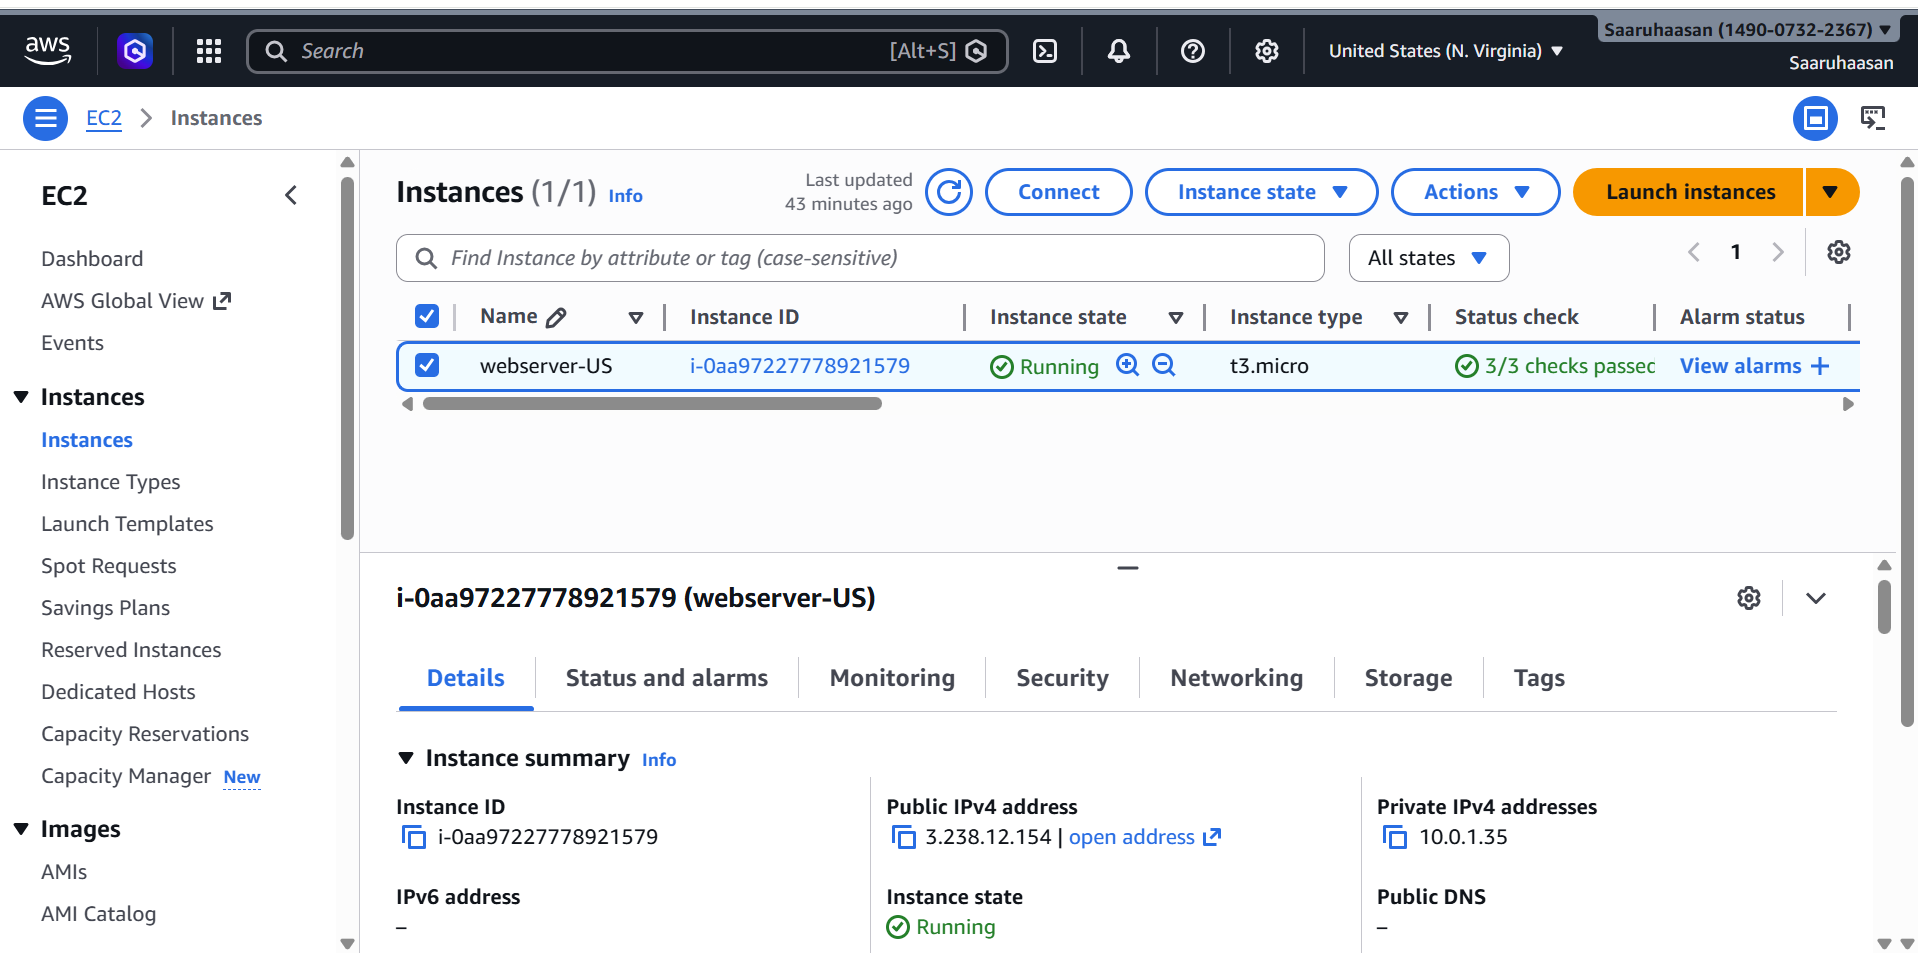 aws
Search [Alt+S]
United States (N. Virginia)
Saaruhaasan (1490-0732-2367)
Saaruhaasan
EC2 Instances
EC2
Dashboard
AWS Global View
Events
Instances
Instances
Instance Types
Launch Templates
Spot Requests
Savings Plans
Reserved Instances
Dedicated Hosts
Capacity Reservations
Capacity Manager New
Images
AMIs
AMI Catalog
Instances (1/1) Info
Last updated
43 minutes ago
Connect
Instance state
Actions
Launch instances
Find Instance by attribute or tag (case-sensitive)
All states
1
Name Instance ID Instance state Instance type Status check Alarm status
webserver-US i-0aa97227778921579 Running t3.micro 3/3 checks passec View alarms
i-0aa97227778921579 (webserver-US)
Details Status and alarms Monitoring Security Networking Storage Tags
Instance summary Info
Instance ID
i-0aa97227778921579
Public IPv4 address
3.238.12.154 | open address
Private IPv4 addresses
10.0.1.35
IPv6 address
–
Instance state
Running
Public DNS
–